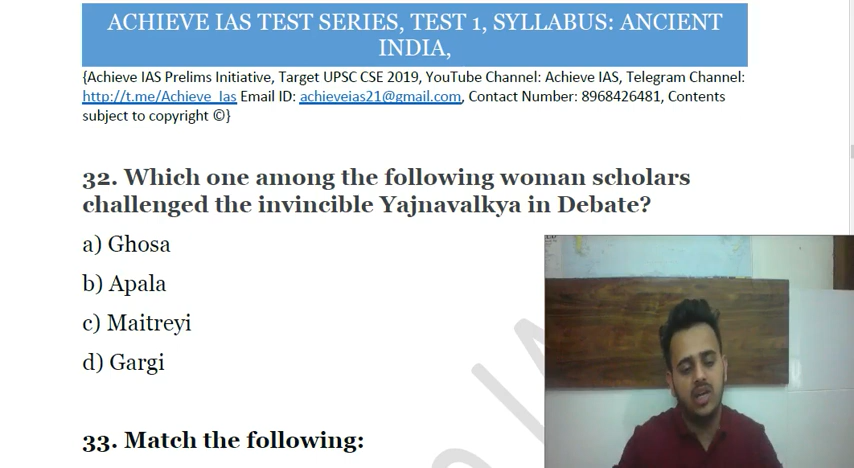 ACHIEVE IAS TEST SERIES, TEST 1, SYLLABUS: ANCIENT
INDIA,
{Achieve IAS Prelims Initiative, Target UPSC CSE 2019, YouTube Channel: Achieve IAS, Telegram Channel:
http://t.me/Achieve_Ias Email ID: achieveias21@gmail.com, Contact Number: 8968426481, Contents
subject to copyright ©}
32. Which one among the following woman scholars
challenged the invincible Yajnavalkya in Debate?
a) Ghosa
b) Apala
c) Maitreyi
d) Gargi
33. Match the following: